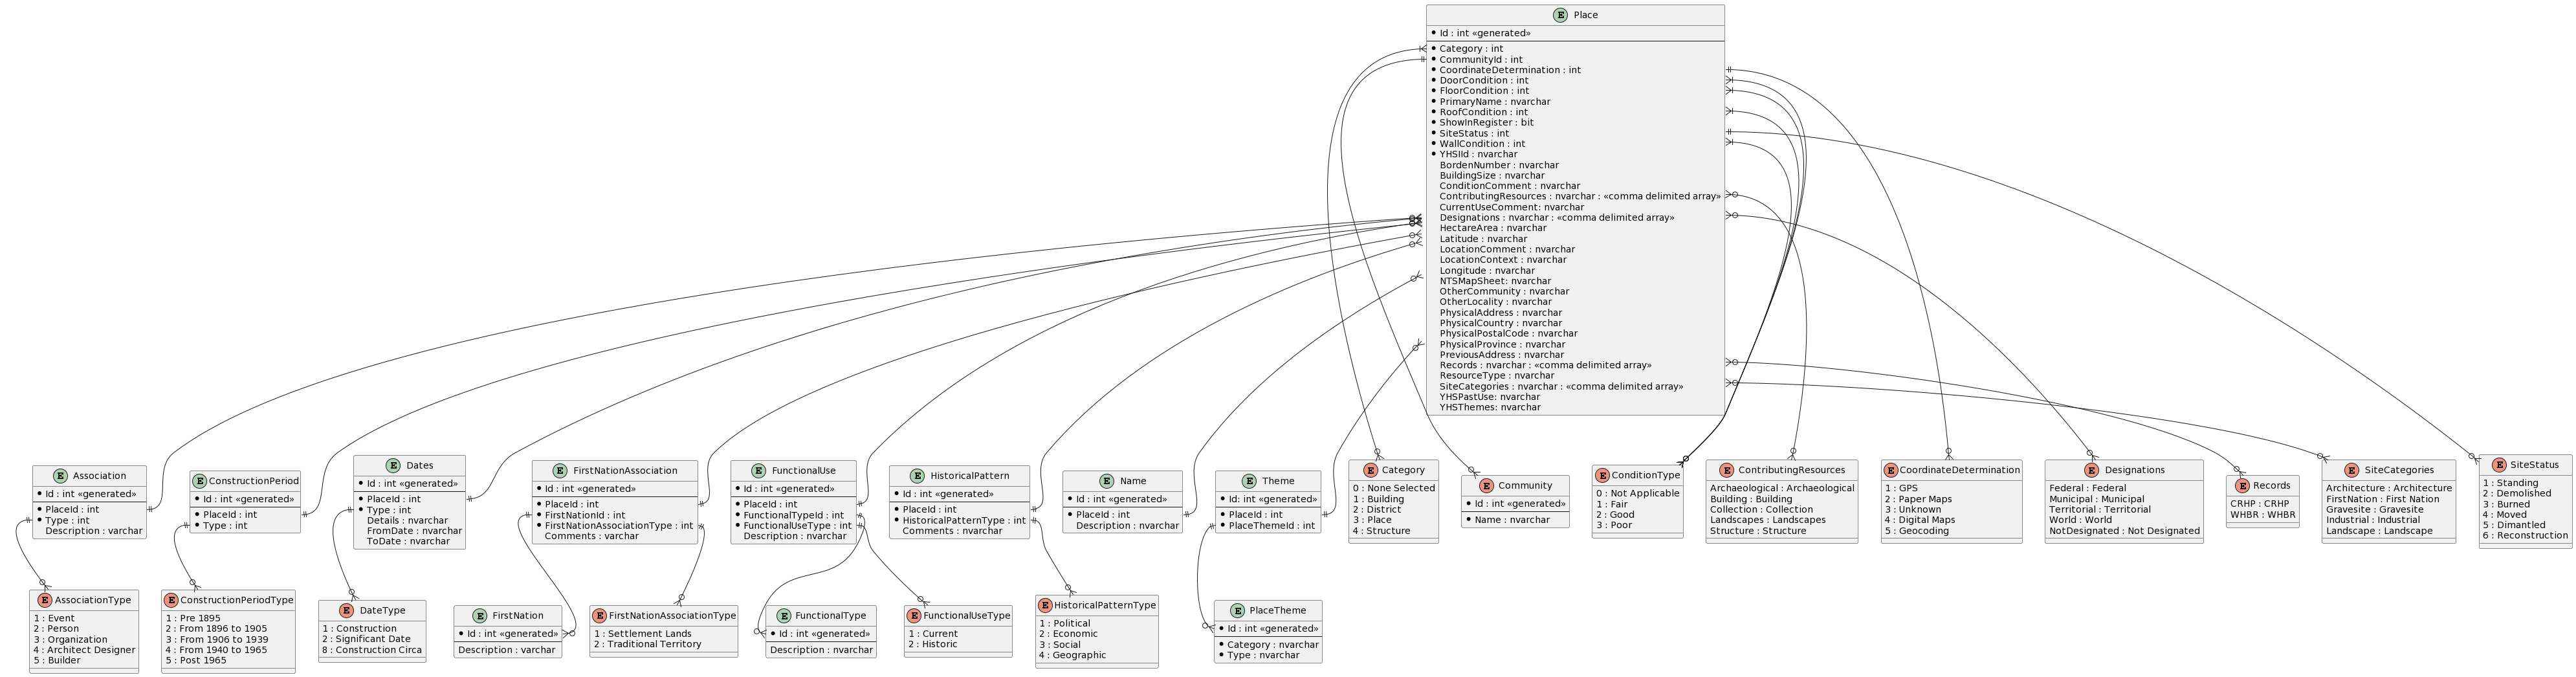 E Place
Id : int «generated»
Category : int
CommunityId : int
CoordinateDetermination : int
DoorCondition : int
FloorCondition : int
PrimaryName : nvarchar
RoofCondition : int
ShowInRegister : bit
SiteStatus : int
WallCondition : int
YHSIId : nvarchar
BordenNumber : nvarchar
BuildingSize : nvarchar
ConditionComment : nvarchar
ContributingResources : nvarchar : «comma delimited array»
CurrentUseComment: nvarchar
Designations : nvarchar : «comma delimited array»
HectareArea : nvarchar
Latitude : nvarchar
LocationComment : nvarchar
LocationContext : nvarchar
Longitude : nvarchar
NTSMapSheet: nvarchar
OtherCommunity : nvarchar
OtherLocality : nvarchar
PhysicalAddress : nvarchar
PhysicalCountry : nvarchar
PhysicalPostalCode : nvarchar
PhysicalProvince : nvarchar
PreviousAddress : nvarchar
Records : nvarchar : «comma delimited array»
ResourceType : nvarchar
SiteCategories : nvarchar : «comma delimited array»
YHSPastUse: nvarchar
YHSThemes: nvarchar
E Association
Id : int «generated»
PlaceId : int
Type : int
Description : varchar
E ConstructionPeriod
Id : int «generated»
PlaceId : int
Type : int
E Dates
Id : int «generated»
PlaceId : int
Type : int
Details : nvarchar
FromDate : nvarchar
ToDate : nvarchar
E FirstNationAssociation
Id : int «generated»
PlaceId : int
FirstNationId : int
FirstNationAssociationType : int
Comments : varchar
E FunctionalUse
Id : int «generated»
PlaceId : int
FunctionalTypeId : int
FunctionalUseType : int
Description : nvarchar
E HistoricalPattern
Id : int «generated»
PlaceId : int
HistoricalPatternType : int
Comments : nvarchar
E Name
Id : int «generated»
PlaceId : int
Description : nvarchar
E Theme
Id : int «generated»
PlaceId : int
PlaceThemeId : int
E Category
0 : None Selected
1 : Building
2 : District
3 : Place
4 : Structure
E Community
Id : int «generated»
Name : nvarchar
E ConditionType
0 : Not Applicable
1 : Fair
2 : Good
3 : Poor
E ContributingResources
Archaeological : Archaeological
Building : Building
Collection : Collection
Landscapes : Landscapes
Structure : Structure
E CoordinateDetermination
1 : GPS
2 : Paper Maps
3 : Unknown
4 : Digital Maps
5 : Geocoding
E Designations
Federal : Federal
Municipal : Municipal
Territorial : Territorial
World : World
NotDesignated : Not Designated
E Records
CRHP : CRHP
WHBR : WHBR
E SiteCategories
Architecture : Architecture
FirstNation : First Nation
Gravesite : Gravesite
Industrial : Industrial
Landscape : Landscape
E SiteStatus
1 : Standing
2 : Demolished
3 : Burned
4 : Moved
5 : Dimantled
6 : Reconstruction
E AssociationType
1 : Event
2 : Person
3 : Organization
4 : Architect Designer
5 : Builder
E ConstructionPeriodType
1 : Pre 1895
2 : From 1896 to 1905
3 : From 1906 to 1939
4 : From 1940 to 1965
5 : Post 1965
E DateType
1 : Construction
2 : Significant Date
8 : Construction Circa
E FirstNation
Id : int «generated»
Description : varchar
E FirstNationAssociationType
1 : Settlement Lands
2 : Traditional Territory
E FunctionalType
Id : int «generated»
Description : nvarchar
E FunctionalUseType
1 : Current
2 : Historic
E HistoricalPatternType
1 : Political
2 : Economic
3 : Social
4 : Geographic
E PlaceTheme
Id : int «generated»
Category : nvarchar
Type : nvarchar